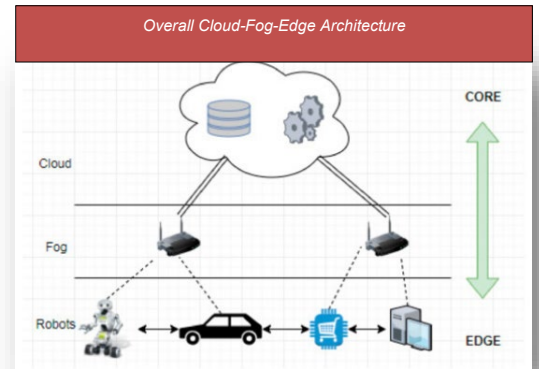 Overall Cloud-Fog-Edge Architecture
CORE
Cloud
Fog
Robots
EDGE